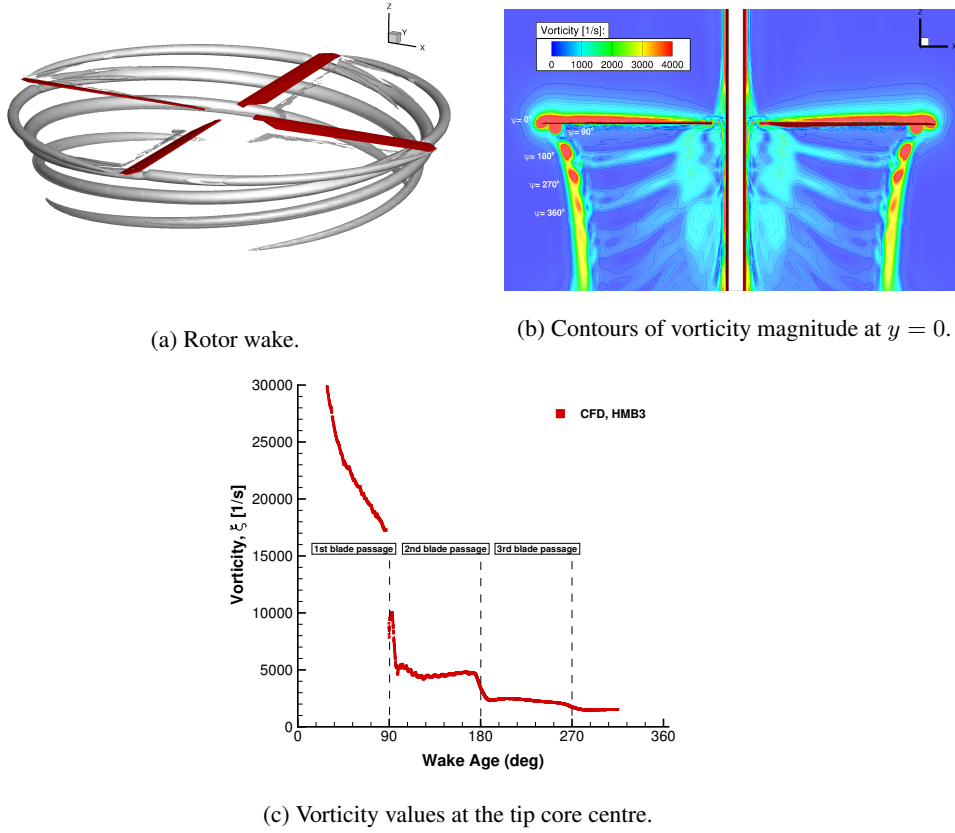 Z
Y
X
(a) Rotor wake.
Vorticity [1/s]:
0 1000 2000 3000 4000
Z
X
ψ= 0°
ψ= 90°
ψ= 180°
ψ= 270°
ψ= 360°
(b) Contours of vorticity magnitude at y = 0.
30000
25000
20000
15000
10000
5000
0
Vorticity, ξ [1/s]
CFD, HMB3
1st blade passage
2nd blade passage
3rd blade passage
0 90 180 270 360
Wake Age (deg)
(c) Vorticity values at the tip core centre.